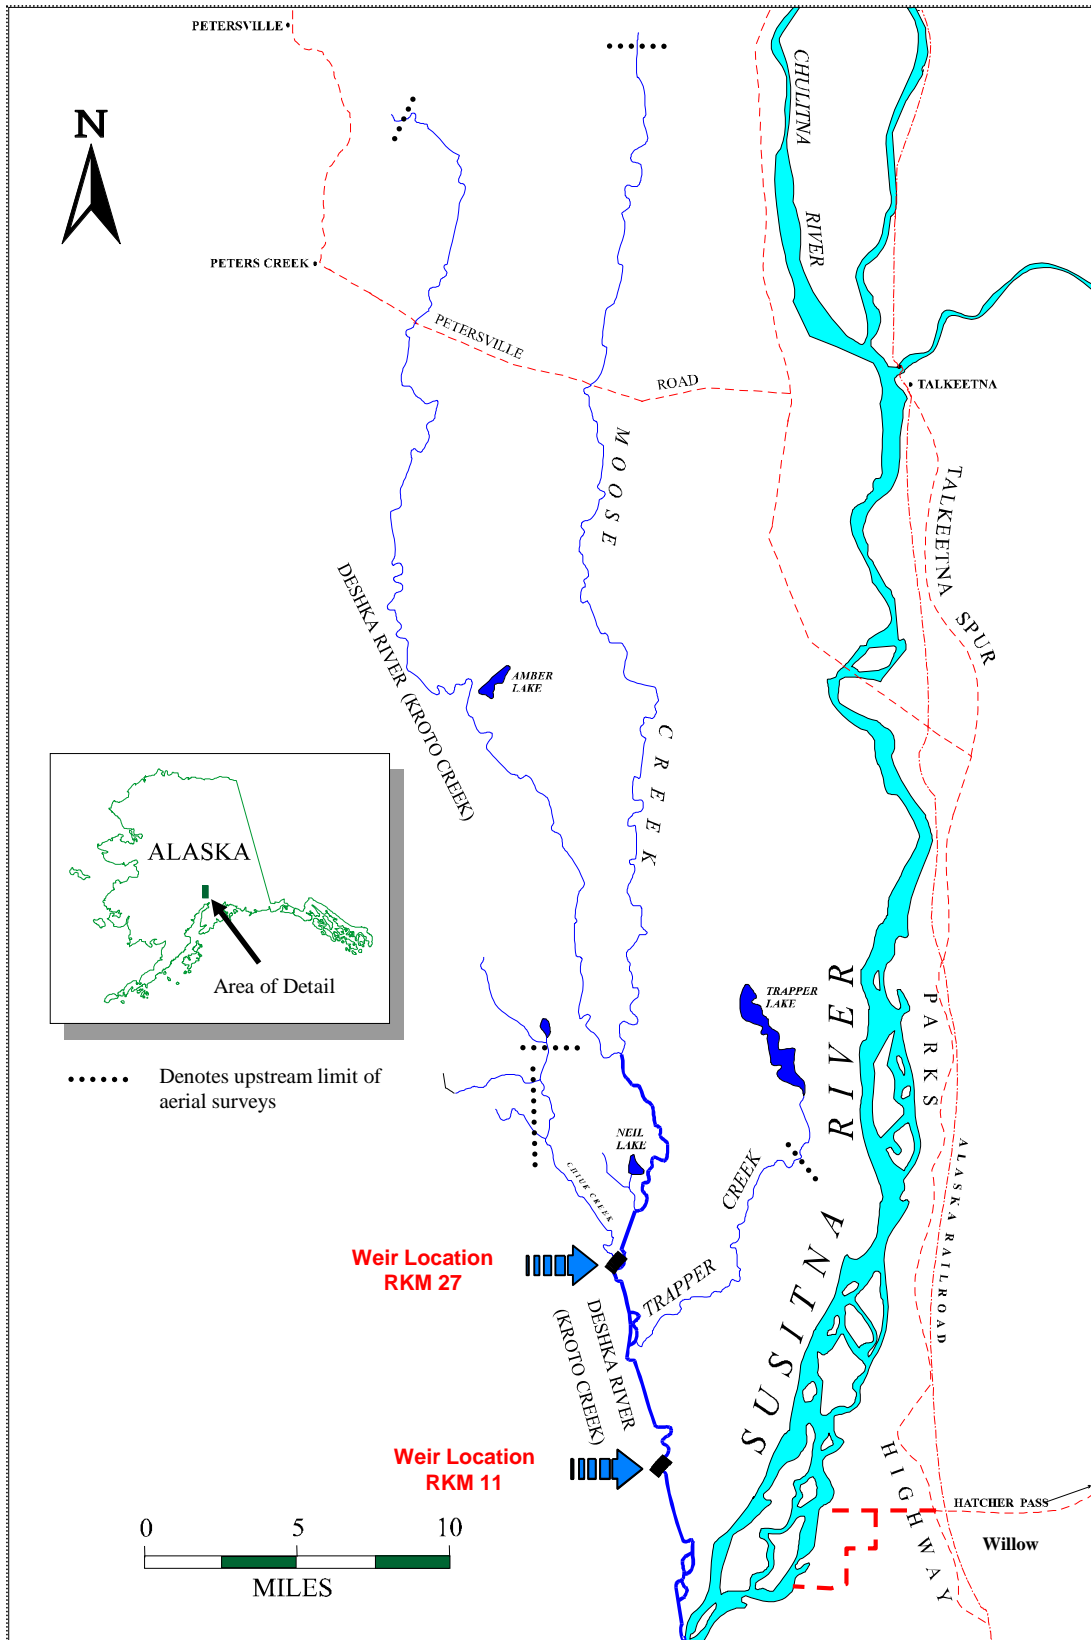 PETERSVILLE
N
PETERS CREEK
CHULITNA
RIVER
PETERSVILLE
ROAD
TALKEETNA
MOOSE
CREEK
TALKEETNA
SPUR
DESHKA RIVER (KROTO CREEK)
AMBER
LAKE
ALASKA
Area of Detail
Denotes upstream limit of
aerial surveys
TRAPPER
LAKE
NEIL
LAKE
CHIJUK CREEK
TRAPPER
CREEK
SUSITNA
RIVER
PARKS
HIGHWAY
ALASKA RAILROAD
Weir Location
RKM 27
DESHKA RIVER
(KROTO CREEK)
Weir Location
RKM 11
HATCHER PASS
Willow
0 5 10
MILES